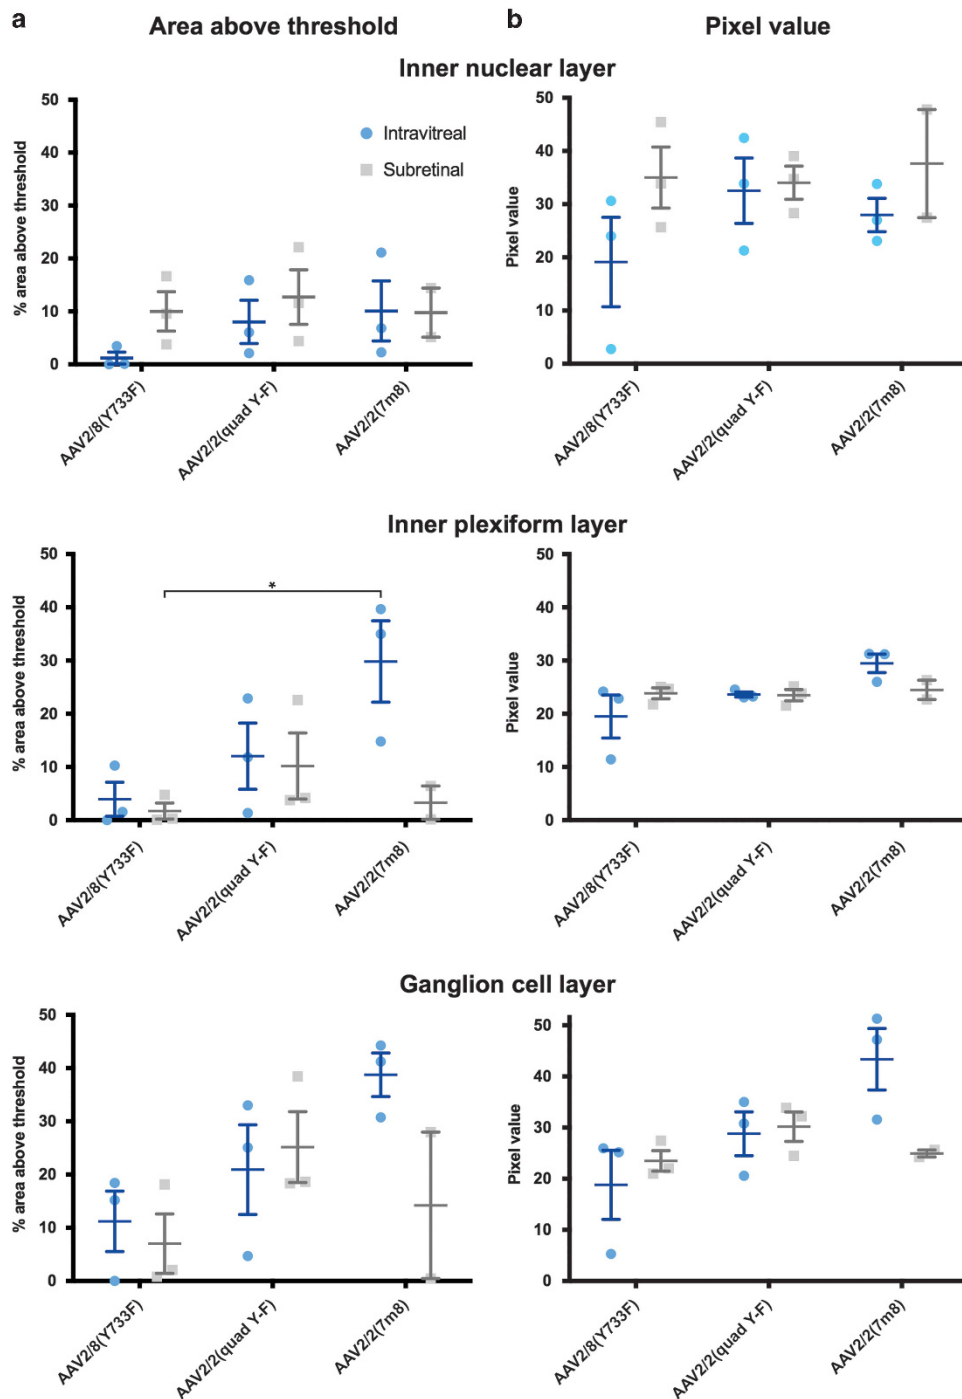 a Area above threshold b Pixel value
Inner nuclear layer
50
40
30
20
10
0
% area above threshold
Intravitreal
Subretinal
AAV2/8(Y733F)
AAV2/2(quad Y-F)
AAV2/2(7m8)
50
40
30
20
10
0
Pixel value
AAV2/8(Y733F)
AAV2/2(quad Y-F)
AAV2/2(7m8)
Inner plexiform layer
50
40
30
20
10
0
% area above threshold
*
AAV2/8(Y733F)
AAV2/2(quad Y-F)
AAV2/2(7m8)
50
40
30
20
10
0
Pixel value
AAV2/8(Y733F)
AAV2/2(quad Y-F)
AAV2/2(7m8)
Ganglion cell layer
50
40
30
20
10
0
% area above threshold
AAV2/8(Y733F)
AAV2/2(quad Y-F)
AAV2/2(7m8)
50
40
30
20
10
0
Pixel value
AAV2/8(Y733F)
AAV2/2(quad Y-F)
AAV2/2(7m8)